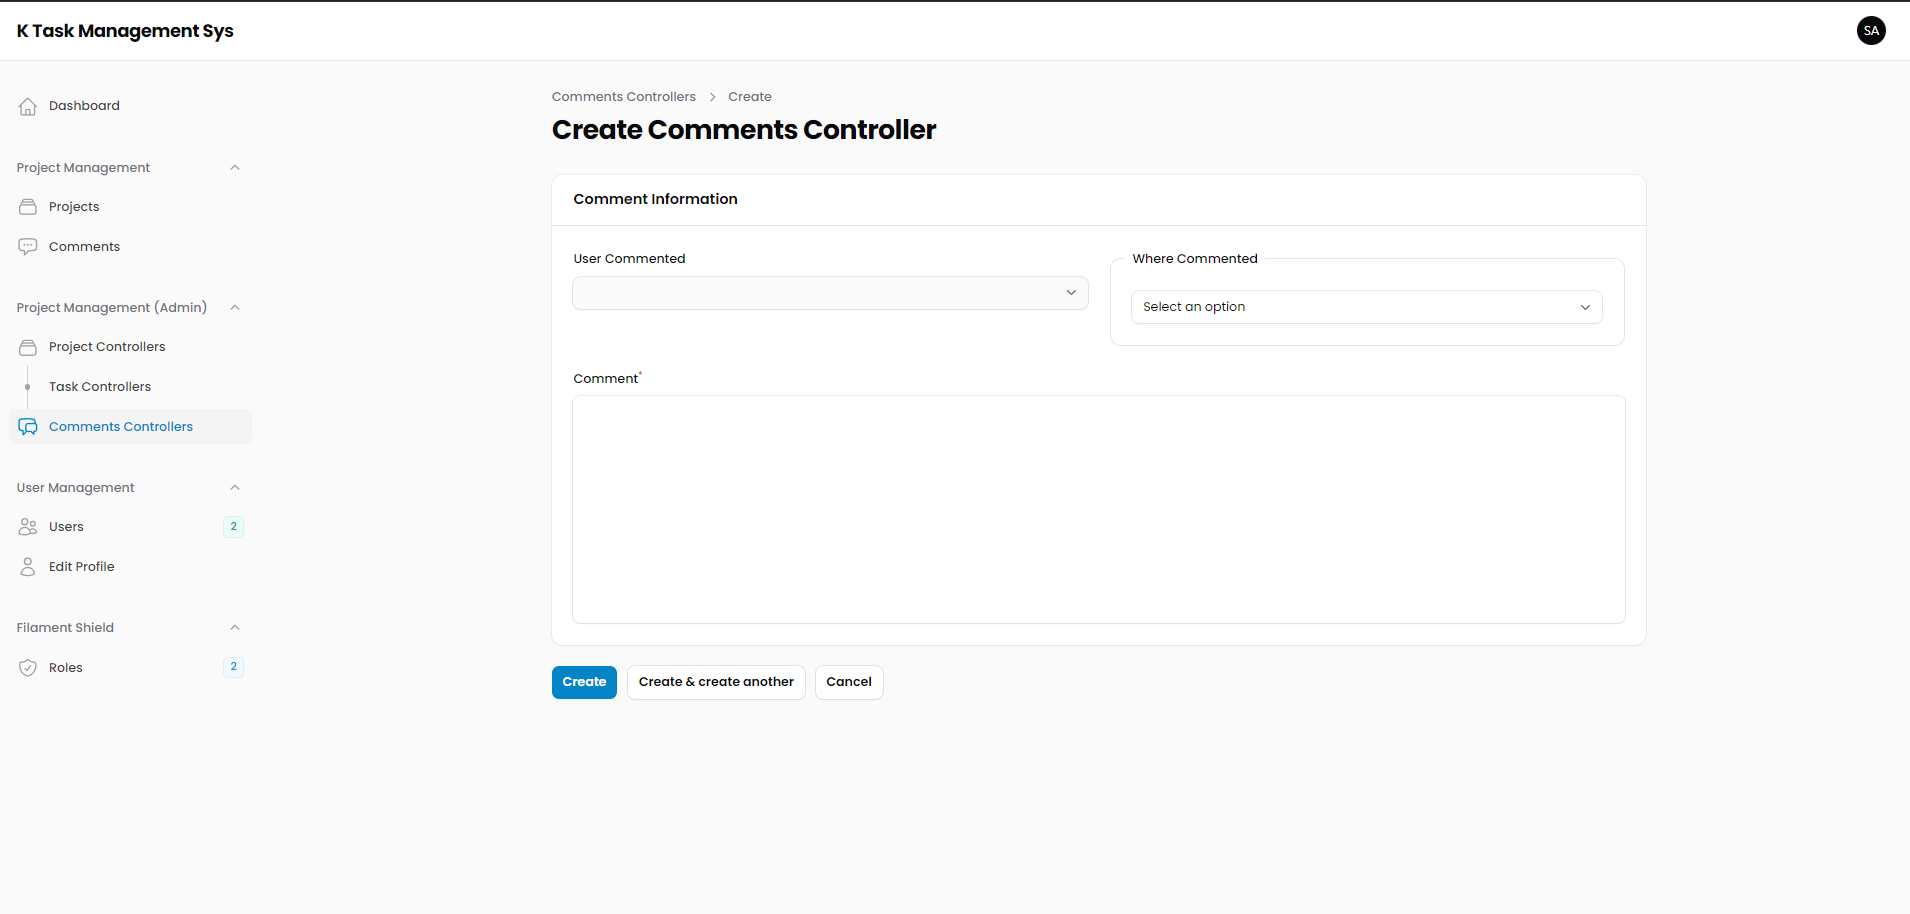 K Task Management Sys
SA
Dashboard
Project Management
Projects
Comments
Project Management (Admin)
Project Controllers
Task Controllers
Comments Controllers
User Management
Users 2
Edit Profile
Filament Shield
Roles 2
Comments Controllers > Create
Create Comments Controller
Comment Information
User Commented
Where Commented
Select an option
Comment*
Create
Create & create another
Cancel